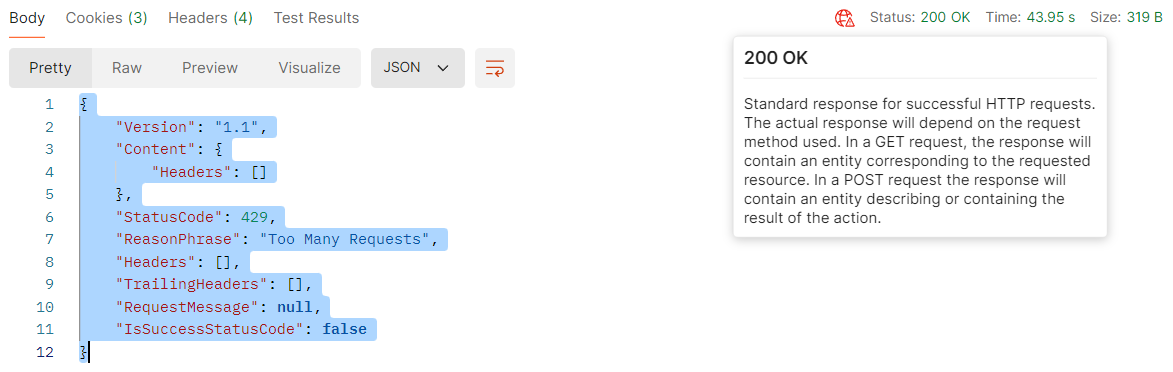 Body Cookies (3) Headers (4) Test Results Status: 200 OK Time: 43.95 s Size: 319 B
Pretty Raw Preview Visualize JSON
200 OK
Standard response for successful HTTP requests.
The actual response will depend on the request
method used. In a GET request, the response will
contain an entity corresponding to the requested
resource. In a POST request the response will
contain an entity describing or containing the
result of the action.
1 {
2 "Version": "1.1",
3 "Content": {
4 "Headers": []
5 },
6 "StatusCode": 429,
7 "ReasonPhrase": "Too Many Requests",
8 "Headers": [],
9 "TrailingHeaders": [],
10 "RequestMessage": null,
11 "IsSuccessStatusCode": false
12 }